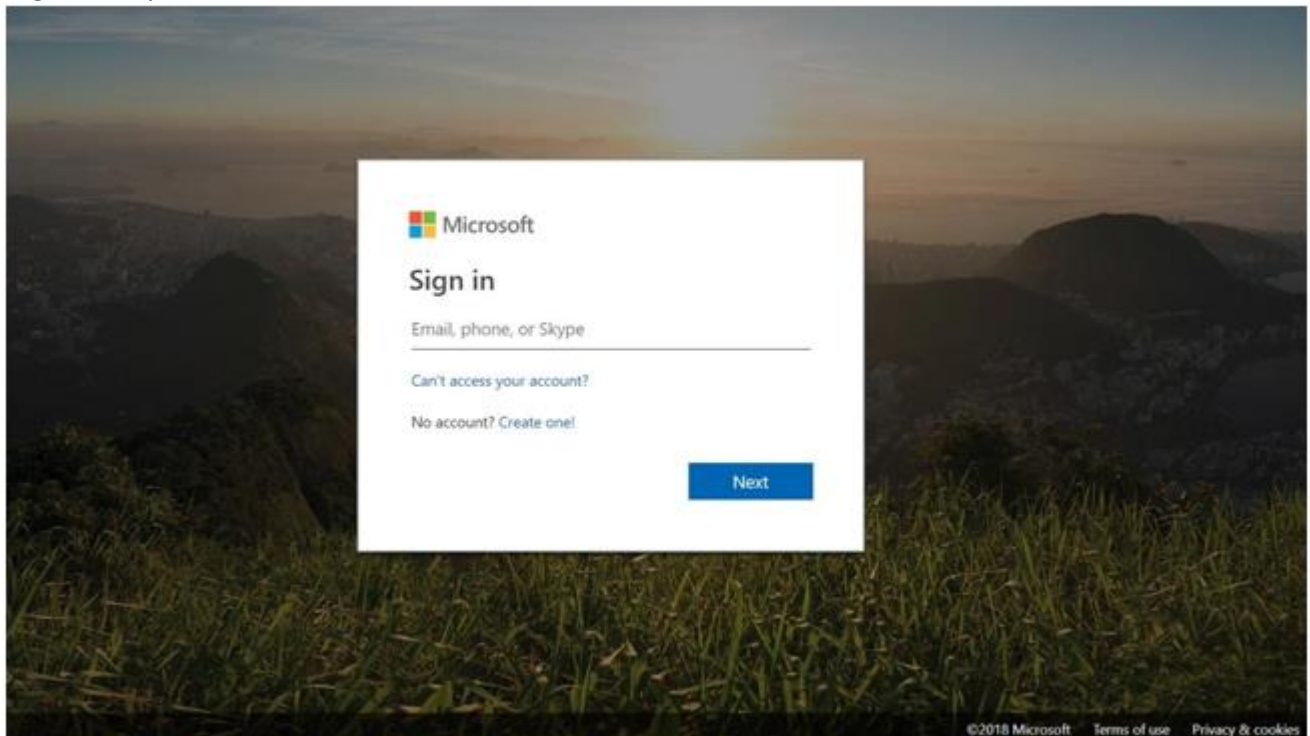 Microsoft
Sign in
Email, phone, or Skype
Can't access your account?
No account? Create one!
Next
©2018 Microsoft Terms of use Privacy & cookies